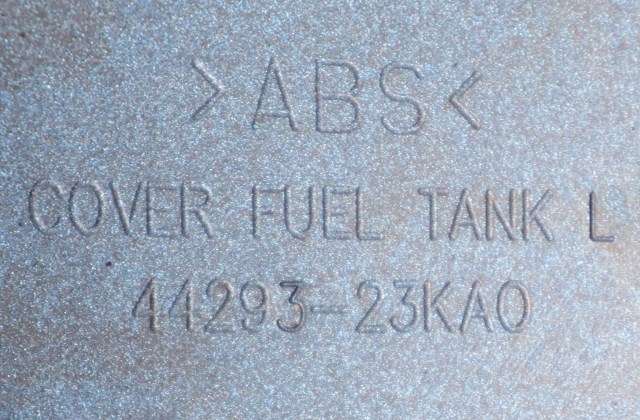 >ABS<
COVER FUEL TANK L
44293-23KA0